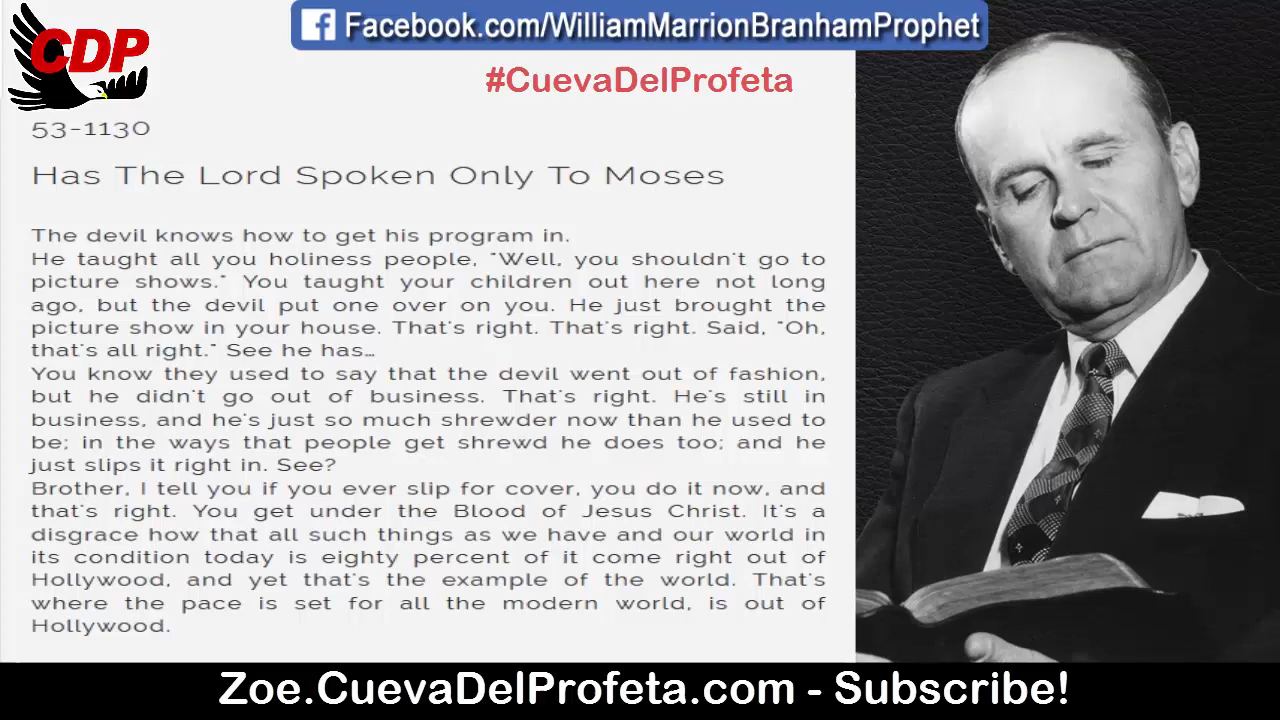 CDP
Facebook.com/WilliamMarrionBranhamProphet
#CuevaDelProfeta
53-1130
Has The Lord Spoken Only To Moses
The devil knows how to get his program in.
He taught all you holiness people, "Well, you shouldn't go to
picture shows." You taught your children out here not long
ago, but the devil put one over on you. He just brought the
picture show in your house. That's right. That's right. Said, "Oh,
that's all right." See he has…
You know they used to say that the devil went out of fashion,
but he didn't go out of business. That's right. He's still in
business, and he's just so much shrewder now than he used to
be; in the ways that people get shrewd he does too; and he
just slips it right in. See?
Brother, I tell you if you ever slip for cover, you do it now, and
that's right. You get under the Blood of Jesus Christ. It's a
disgrace how that all such things as we have and our world in
its condition today is eighty percent of it come right out of
Hollywood, and yet that's the example of the world. That's
where the pace is set for all the modern world, is out of
Hollywood.
Zoe.CuevaDelProfeta.com - Subscribe!